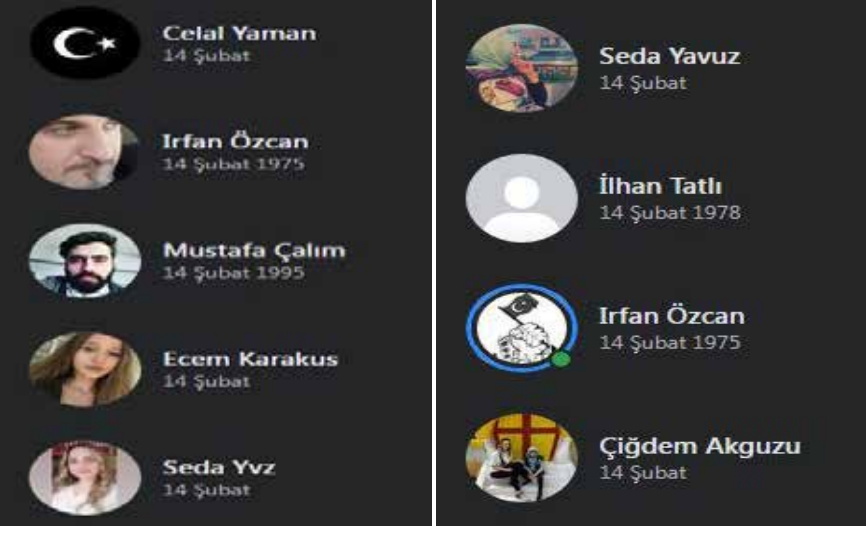 Celal Yaman
14 Şubat
Irfan Özcan
14 Şubat 1975
Mustafa Çalım
14 Şubat 1995
Ecem Karakus
14 Şubat
Seda Yvz
14 Şubat
Seda Yavuz
14 Şubat
İlhan Tatlı
14 Şubat 1978
Irfan Özcan
14 Şubat 1975
Çiğdem Akguzu
14 Şubat